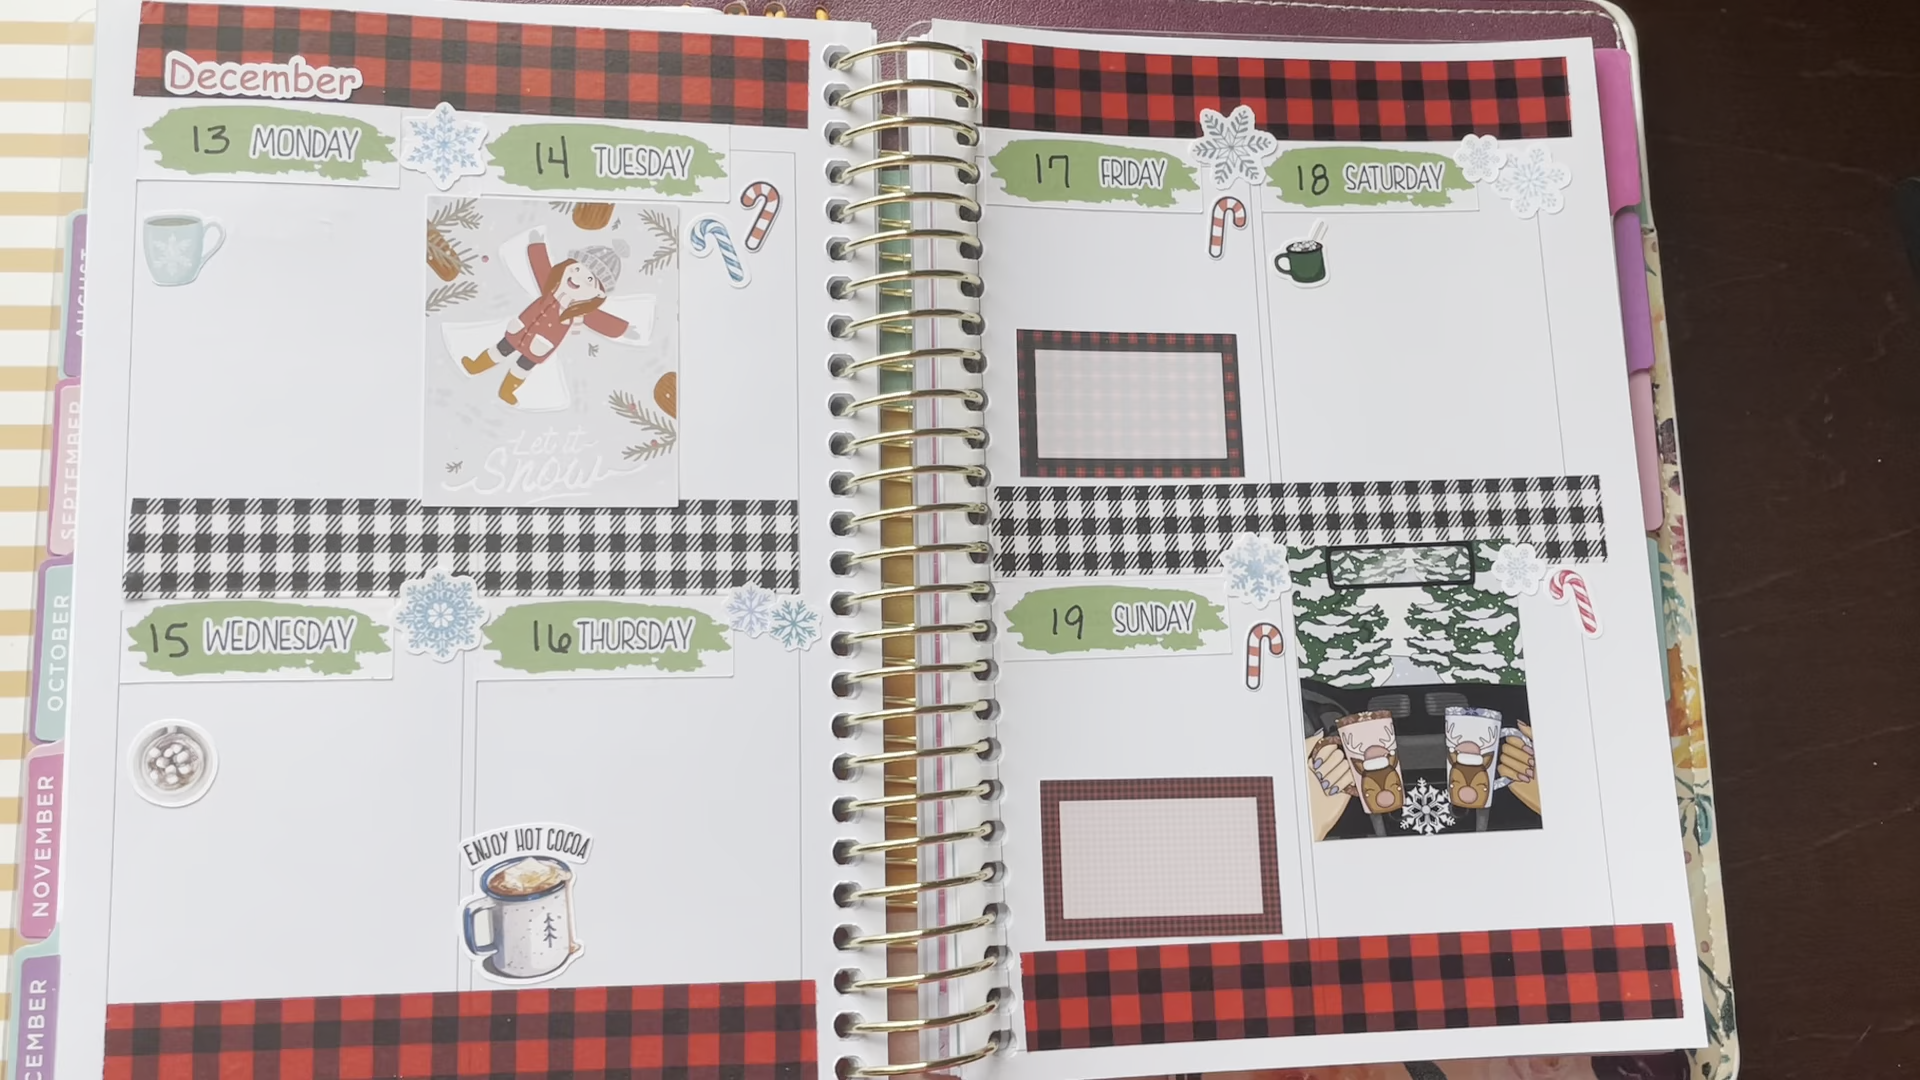 December
13 MONDAY
14 TUESDAY
Let it
Snow
15 WEDNESDAY
16 THURSDAY
ENJOY HOT COCOA
17 FRIDAY
18 SATURDAY
19 SUNDAY
AUGUST
SEPTEMBER
OCTOBER
NOVEMBER
CEMBER